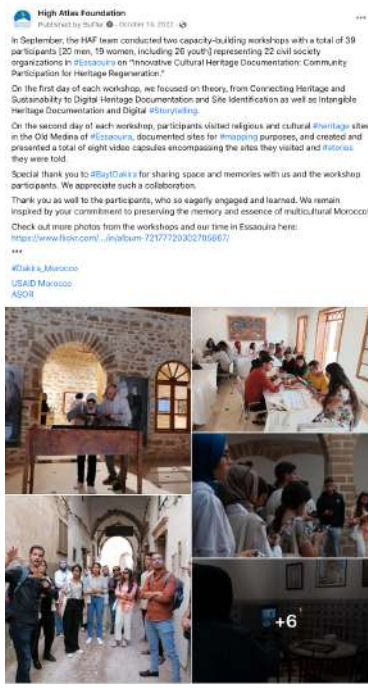 High Atlas Foundation
Published by Buffer · October 19, 2022 ·
In September, the HAF team conducted two capacity-building workshops with a total of 39
participants [20 men, 19 women, including 26 youth] representing 22 civil society
organizations in #Essaouira on "Innovative Cultural Heritage Documentation: Community
Participation for Heritage Regeneration."
On the first day of each workshop, we focused on theory, from Connecting Heritage and
Sustainability to Digital Heritage Documentation and Site Identification as well as Intangible
Heritage Documentation and Digital #Storytelling.
On the second day of each workshop, participants visited religious and cultural #heritage sites
in the Old Medina of #Essaouira, documented sites for #mapping purposes, and created and
presented a total of eight video capsules encompassing the sites they visited and #stories
they were told.
Special thank you to #BaytDakira for sharing space and memories with us and the workshop
participants. We appreciate such a collaboration.
Thank you as well to the participants, who so eagerly engaged and learned. We remain
inspired by your commitment to preserving the memory and essence of multicultural Morocco!
Check out more photos from the workshops and our time in Essaouira here:
https://www.flickr.com/.../in/album-72177720302705867/
***
#Dakira_Morocco
USAID Morocco
ASOR
+6